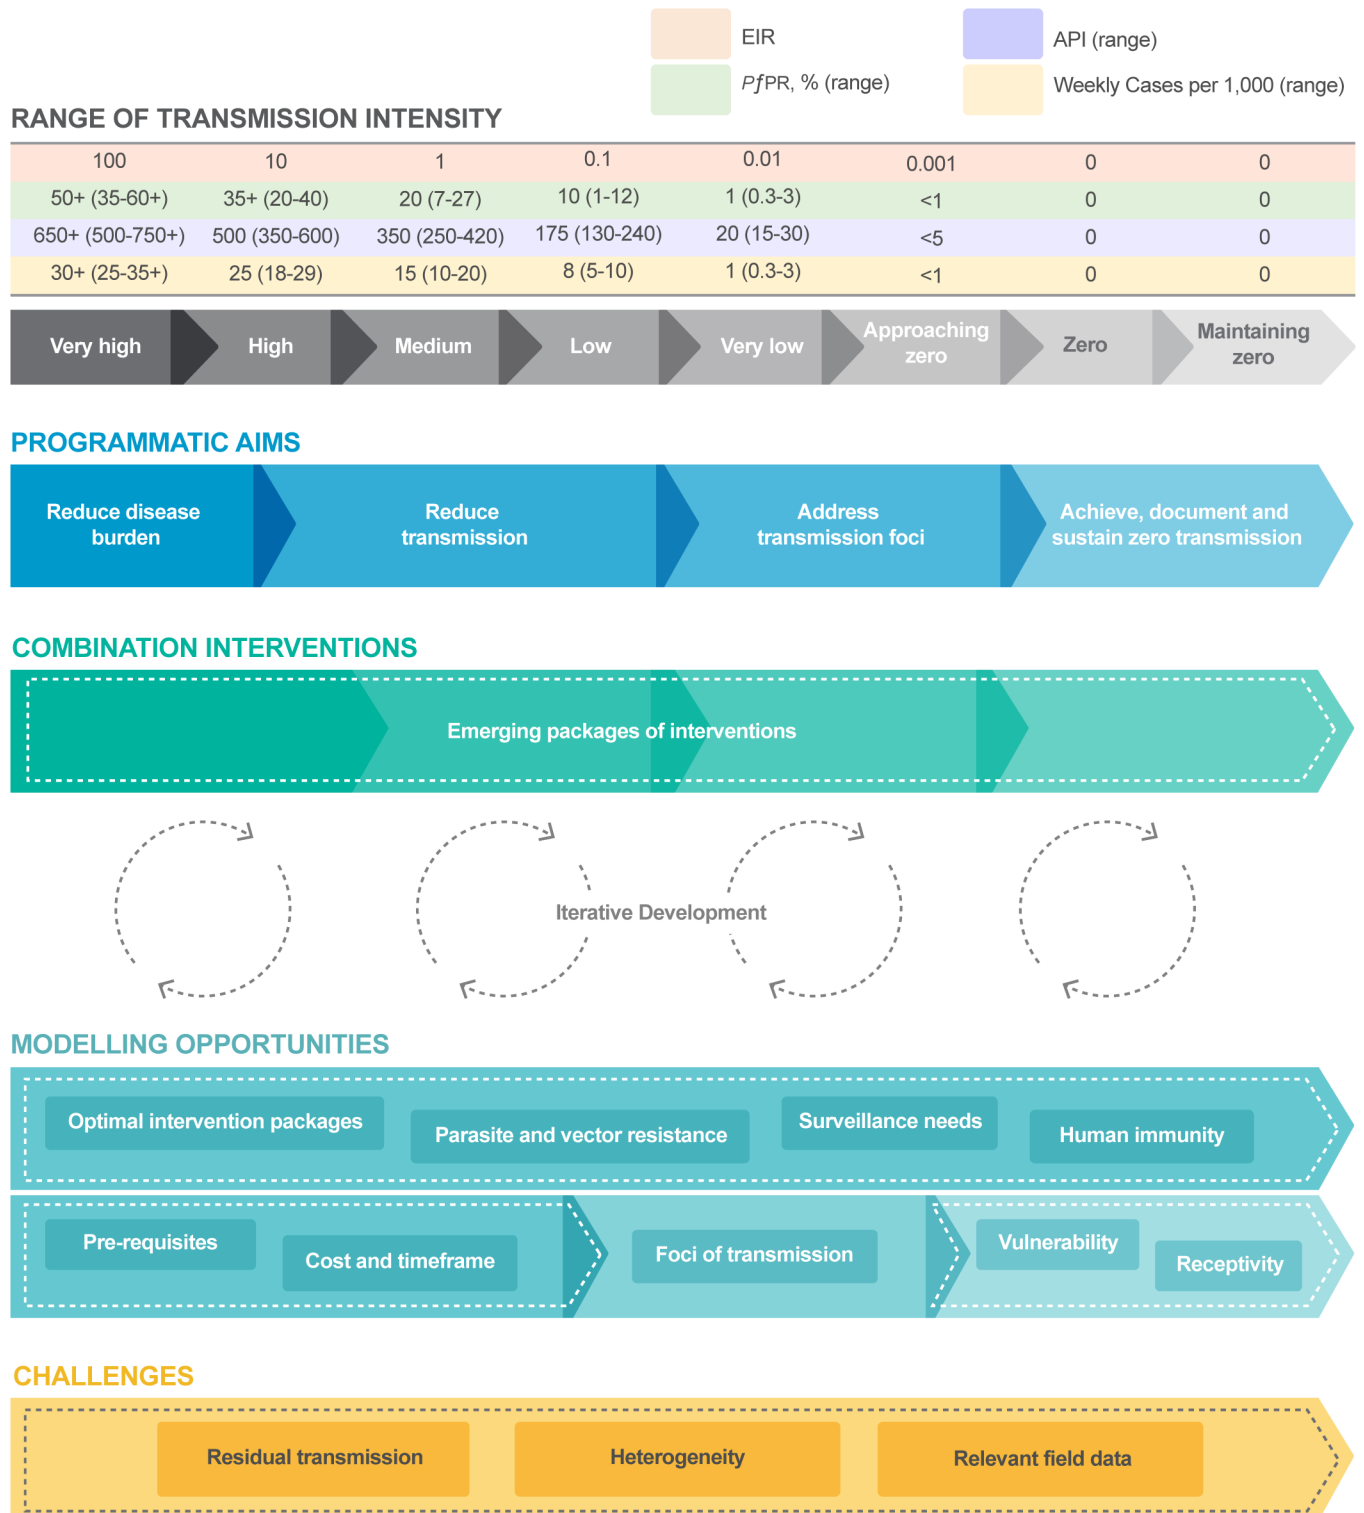 EIR
API (range)
PƒPR, % (range)
Weekly Cases per 1,000 (range)
RANGE OF TRANSMISSION INTENSITY
100 10 1 0.1 0.01 0.001 0 0
50+ (35-60+) 35+ (20-40) 20 (7-27) 10 (1-12) 1 (0.3-3) <1 0 0
650+ (500-750+) 500 (350-600) 350 (250-420) 175 (130-240) 20 (15-30) <5 0 0
30+ (25-35+) 25 (18-29) 15 (10-20) 8 (5-10) 1 (0.3-3) <1 0 0
Very high
High
Medium
Low
Very low
Approaching
zero
Zero
Maintaining
zero
PROGRAMMATIC AIMS
Reduce disease
burden
Reduce
transmission
Address
transmission foci
Achieve, document and
sustain zero transmission
COMBINATION INTERVENTIONS
Emerging packages of interventions
Iterative Development
MODELLING OPPORTUNITIES
Optimal intervention packages
Parasite and vector resistance
Surveillance needs
Human immunity
Pre-requisites
Cost and timeframe
Foci of transmission
Vulnerability
Receptivity
CHALLENGES
Residual transmission
Heterogeneity
Relevant field data